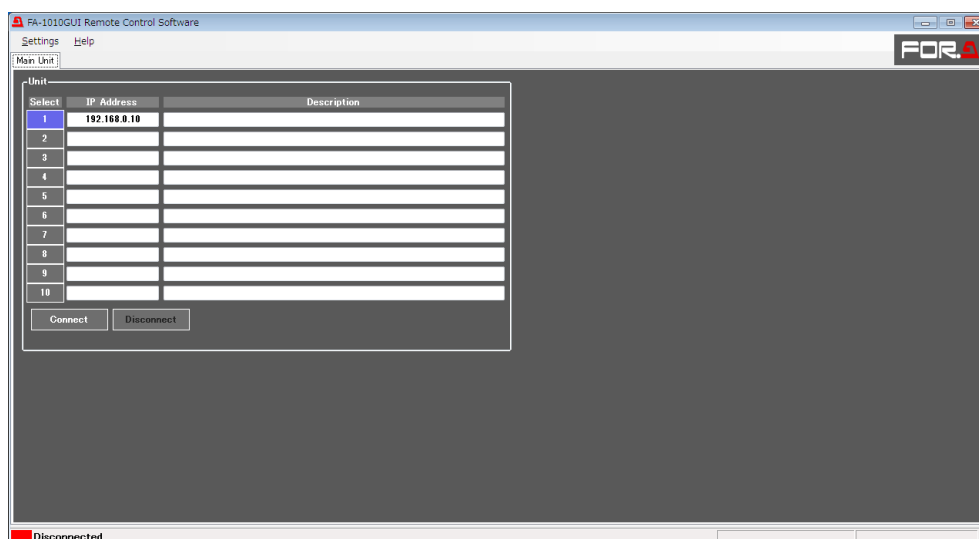 FA-1010GUI Remote Control Software
Settings Help
FOR.A
Main Unit
Unit
Select IP Address Description
1 192.168.0.10
2
3
4
5
6
7
8
9
10
Connect Disconnect
Disconnected